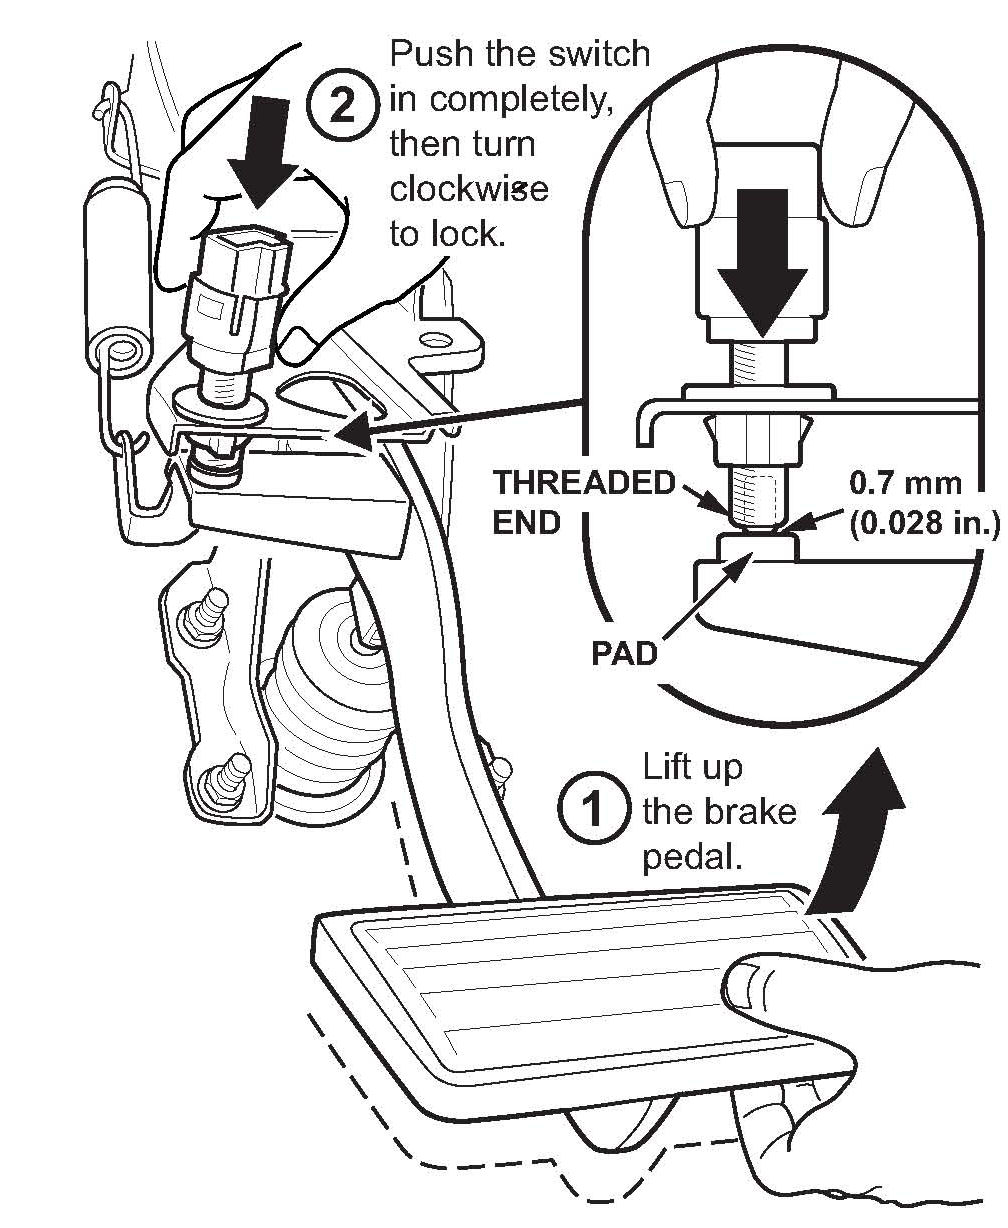 2
Push the switch
in completely,
then turn
clockwise
to lock.
THREADED
END
0.7 mm
(0.028 in.)
PAD
1
Lift up
the brake
pedal.